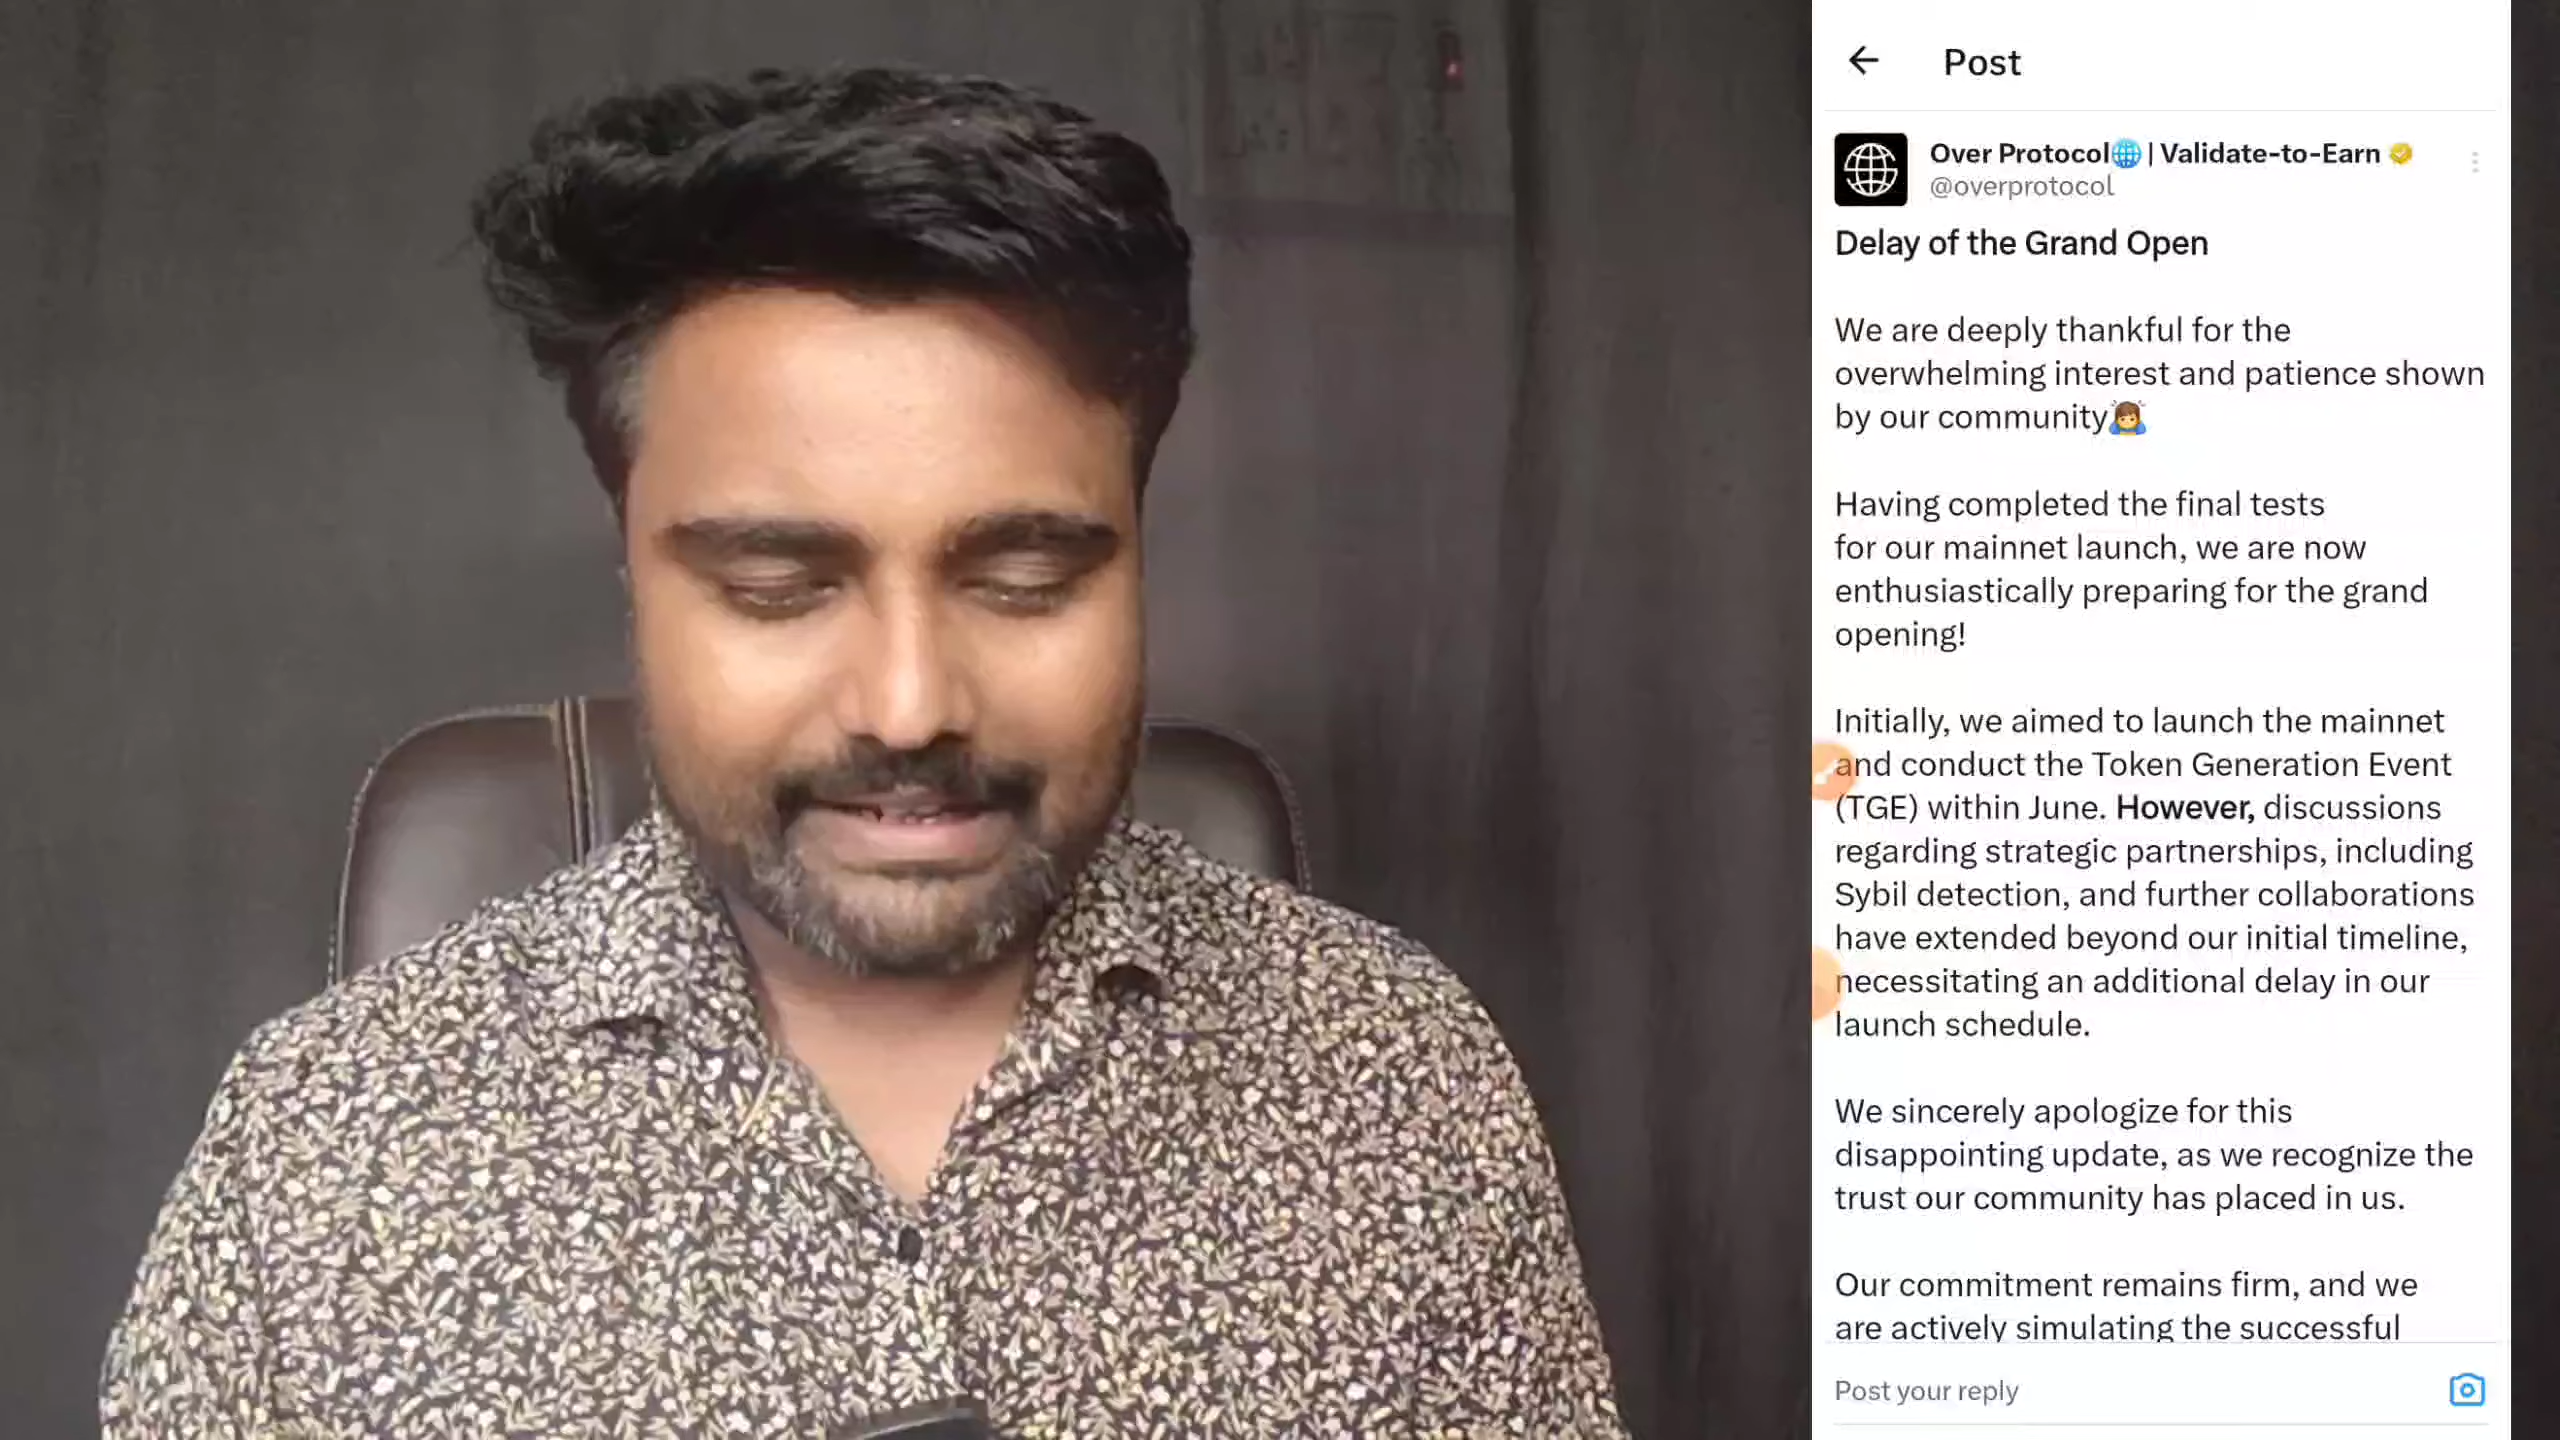 Post
Over Protocol🌐 | Validate-to-Earn
@overprotocol
Delay of the Grand Open
We are deeply thankful for the
overwhelming interest and patience shown
by our community🙇
Having completed the final tests
for our mainnet launch, we are now
enthusiastically preparing for the grand
opening!
Initially, we aimed to launch the mainnet
and conduct the Token Generation Event
(TGE) within June. However, discussions
regarding strategic partnerships, including
Sybil detection, and further collaborations
have extended beyond our initial timeline,
necessitating an additional delay in our
launch schedule.
We sincerely apologize for this
disappointing update, as we recognize the
trust our community has placed in us.
Our commitment remains firm, and we
are actively simulating the successful
Post your reply